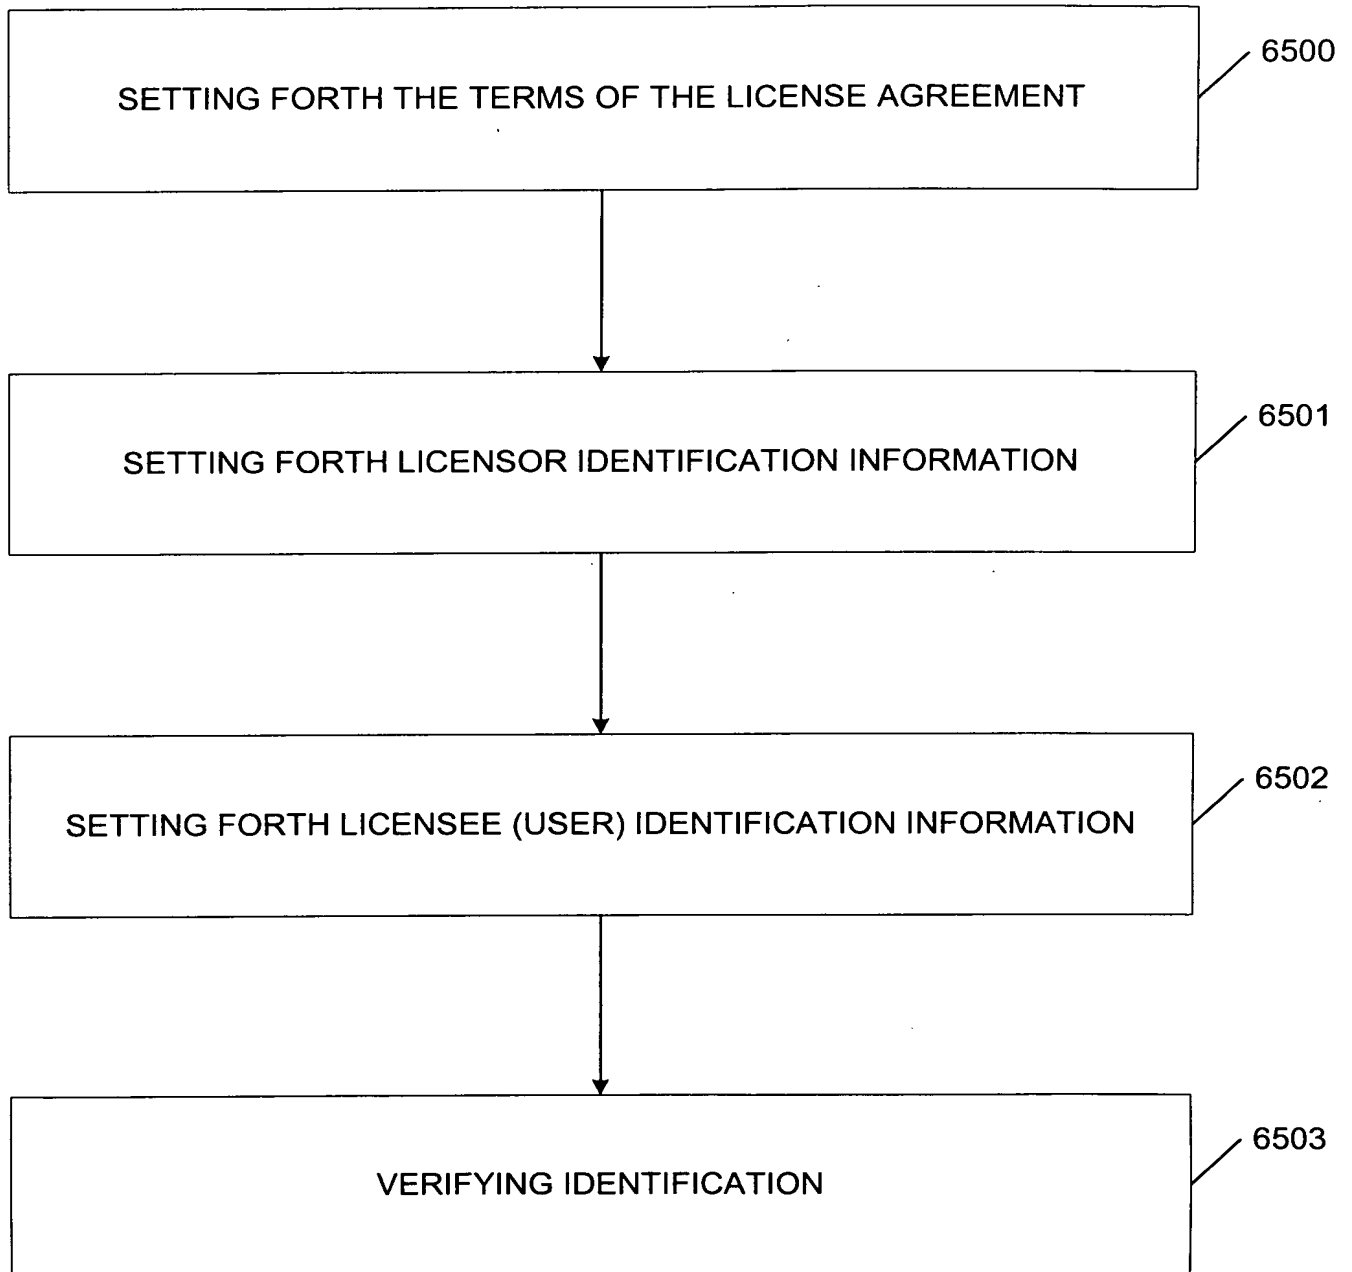 SETTING FORTH THE TERMS OF THE LICENSE AGREEMENT
6500
SETTING FORTH LICENSOR IDENTIFICATION INFORMATION
6501
SETTING FORTH LICENSEE (USER) IDENTIFICATION INFORMATION
6502
VERIFYING IDENTIFICATION
6503